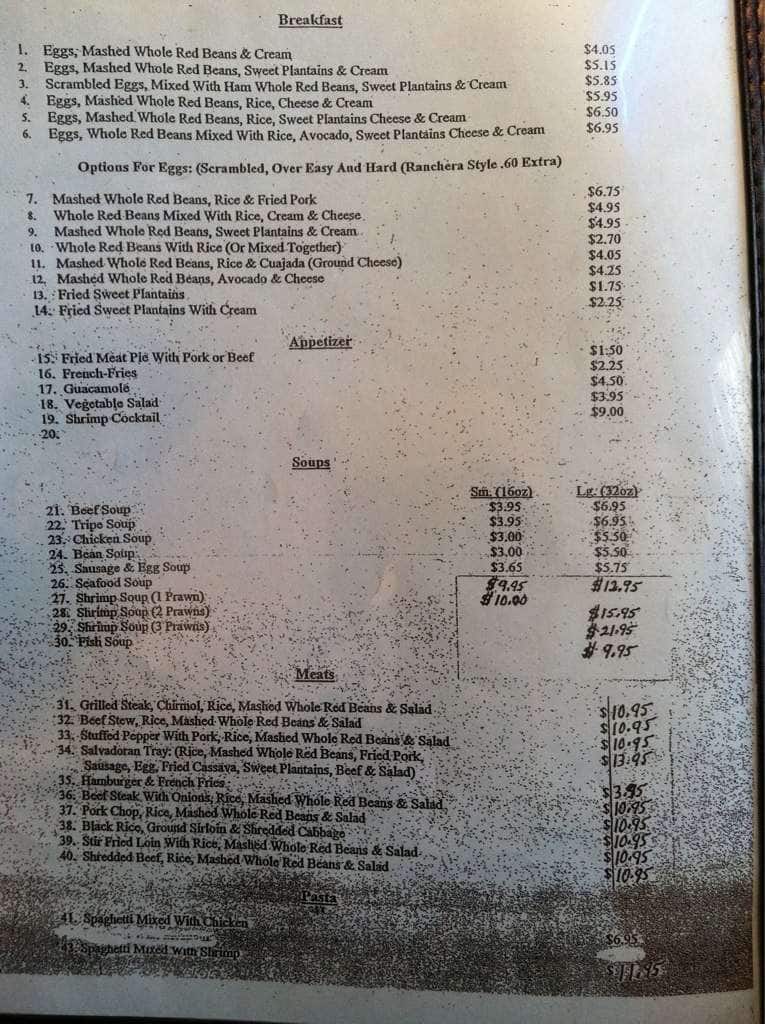 Breakfast
1. Eggs, Mashed Whole Red Beans & Cream $4.05
2. Eggs, Mashed Whole Red Beans, Sweet Plantains & Cream $5.15
3. Scrambled Eggs, Mixed With Ham Whole Red Beans, Sweet Plantains & Cream $5.85
4. Eggs, Mashed Whole Red Beans, Rice, Cheese & Cream $5.95
5. Eggs, Mashed Whole Red Beans, Rice, Sweet Plantains Cheese & Cream $6.50
6. Eggs, Whole Red Beans Mixed With Rice, Avocado, Sweet Plantains Cheese & Cream $6.95
Options For Eggs: (Scrambled, Over Easy And Hard (Ranchera Style .60 Extra)
7. Mashed Whole Red Beans, Rice & Fried Pork $6.75
8. Whole Red Beans Mixed With Rice, Cream & Cheese $4.95
9. Mashed Whole Red Beans, Sweet Plantains & Cream $4.95
10. Whole Red Beans With Rice (Or Mixed Together) $2.70
11. Mashed Whole Red Beans, Rice & Cuajada (Ground Cheese) $4.05
12. Mashed Whole Red Beans, Avocado & Cheese $4.25
13. Fried Sweet Plantains $1.75
14. Fried Sweet Plantains With Cream $2.25
Appetizer
15. Fried Meat Pie With Pork or Beef $1.50
16. French-Fries $2.25
17. Guacamole $4.50
18. Vegetable Salad $3.95
19. Shrimp Cocktail $9.00
20.
Soups
Sm. (16oz) Lg. (32oz)
21. Beef Soup $3.95 $6.95
22. Tripe Soup $3.95 $6.95
23. Chicken Soup $3.00 $5.50
24. Bean Soup $3.00 $5.50
25. Sausage & Egg Soup $3.65 $5.75
26. Seafood Soup $9.95 $12.95
27. Shrimp Soup (1 Prawn) $10.00
28. Shrimp Soup (2 Prawns) $15.95
29. Shrimp Soup (3 Prawns) $21.95
30. Fish Soup $9.95
Meats
31. Grilled Steak, Chirmol, Rice, Mashed Whole Red Beans & Salad $10.95
32. Beef Stew, Rice, Mashed Whole Red Beans & Salad $10.95
33. Stuffed Pepper With Pork, Rice, Mashed Whole Red Beans & Salad $10.95
34. Salvadoran Tray: (Rice, Mashed Whole Red Beans, Fried Pork, $13.95
Sausage, Egg, Fried Cassava, Sweet Plantains, Beef & Salad)
35. Hamburger & French Fries $3.95
36. Beef Steak With Onions, Rice, Mashed Whole Red Beans & Salad $10.95
37. Pork Chop, Rice, Mashed Whole Red Beans & Salad $10.95
38. Black Rice, Ground Sirloin & Shredded Cabbage $10.95
39. Stir Fried Loin With Rice, Mashed Whole Red Beans & Salad $10.95
40. Shredded Beef, Rice, Mashed Whole Red Beans & Salad $10.95
Pasta
41. Spaghetti Mixed With Chicken $6.95
Spaghetti Mixed With Shrimp $11.95